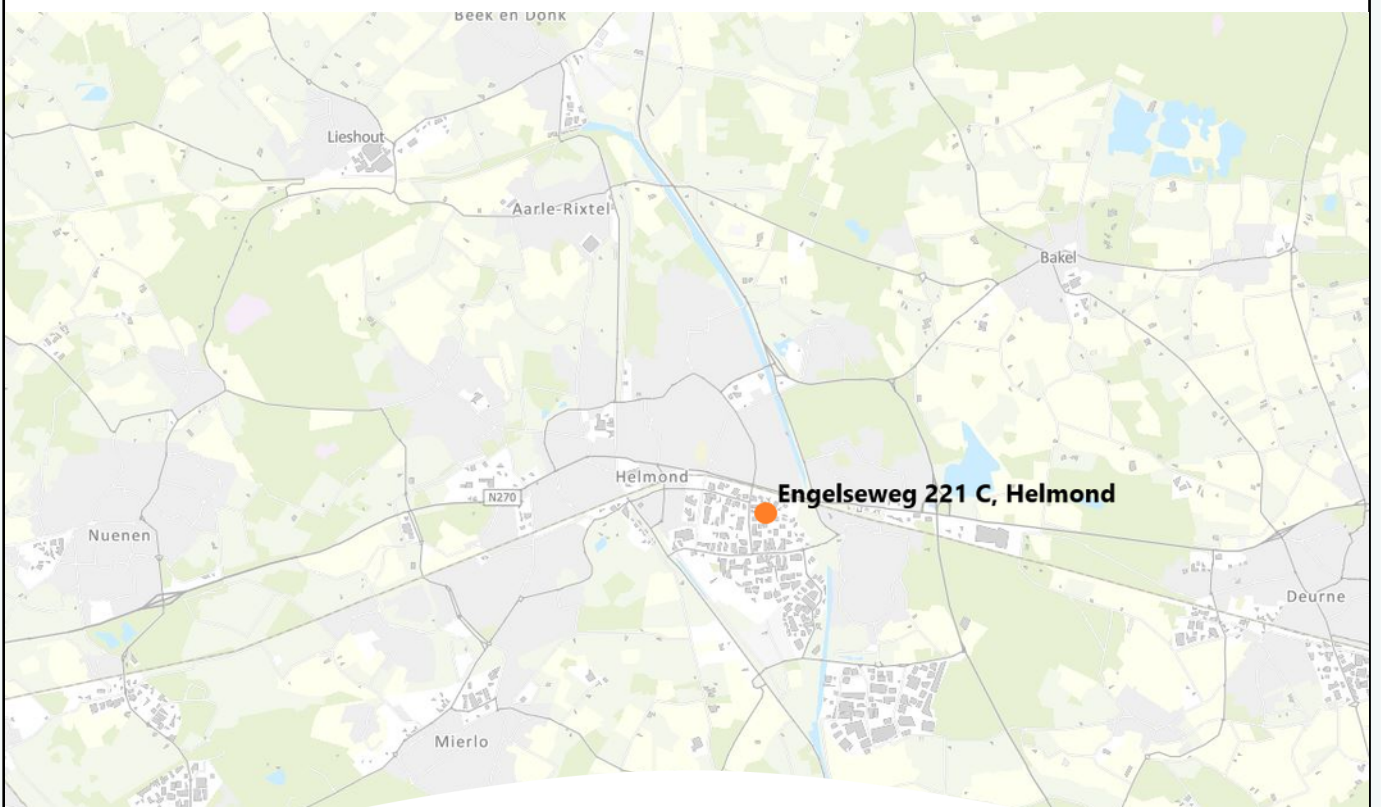 Beek en Donk
Lieshout
Aarle-Rixtel
Bakel
Helmond
Engelseweg 221 C, Helmond
N270
Nuenen
Deurne
Mierlo